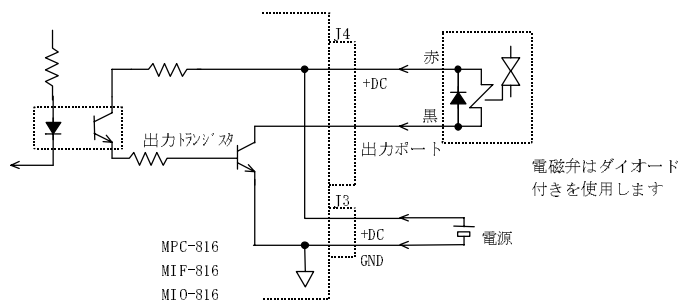 J4
赤
+DC
黒
出力トランジスタ
出力ポート
電磁弁はダイオード
付きを使用します
J3
+DC
電源
GND
MPC-816
MIF-816
MIO-816